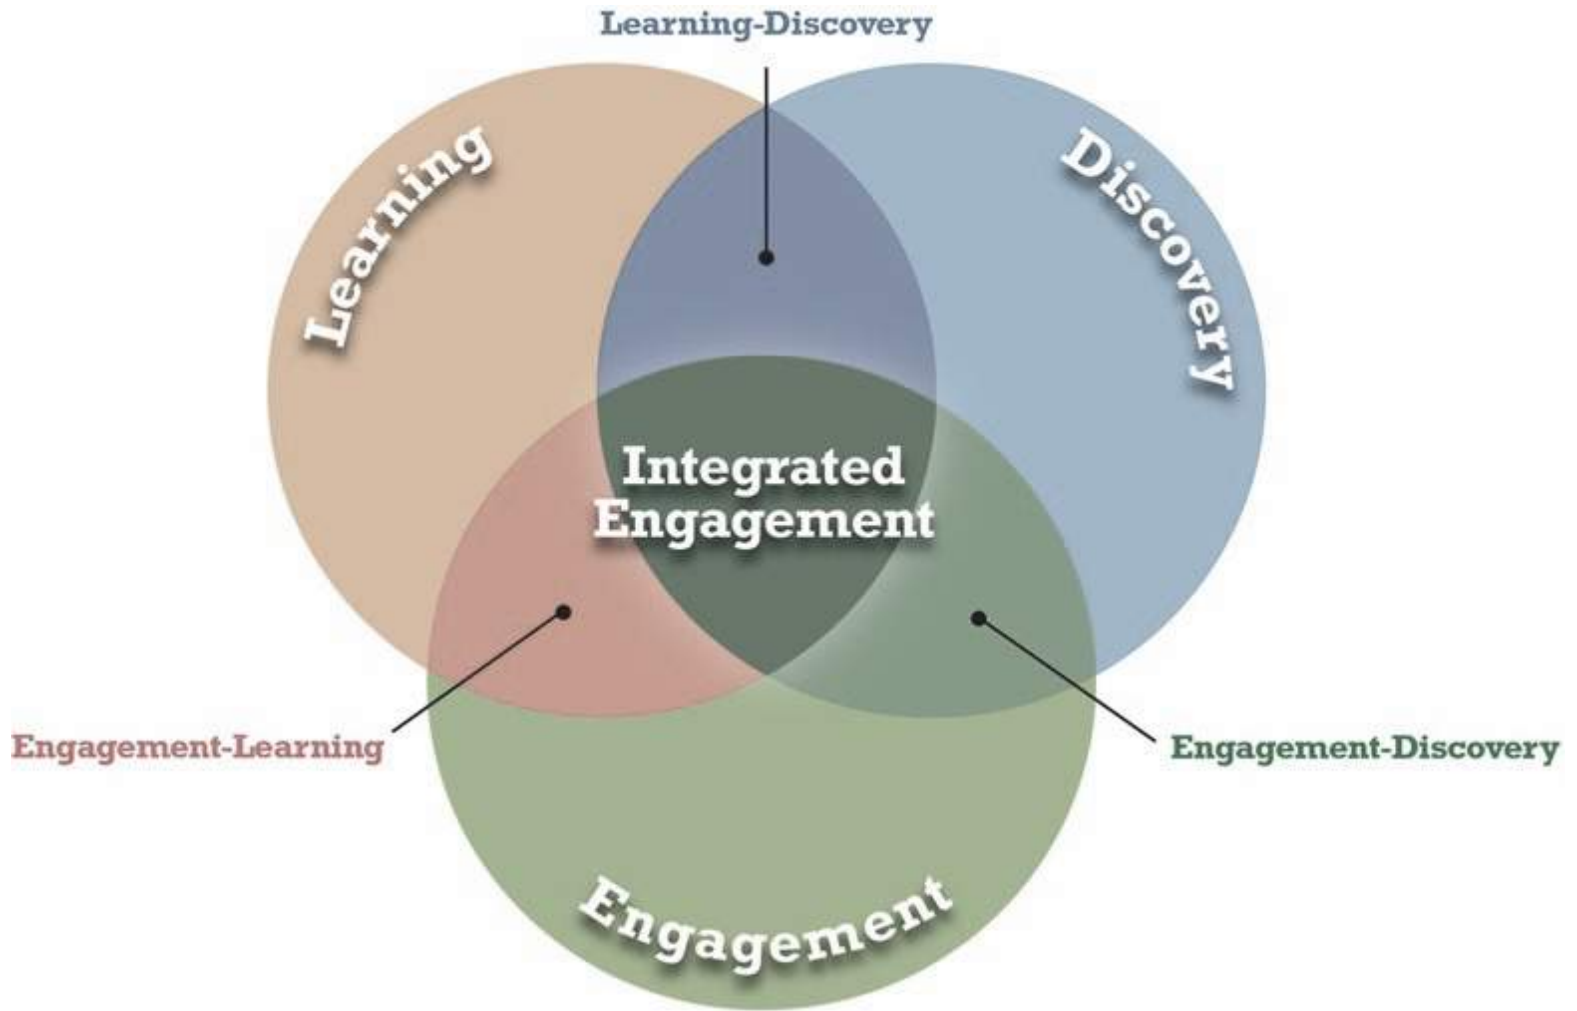 Learning-Discovery
Learning
Discovery
Integrated
Engagement
Engagement-Learning
Engagement-Discovery
Engagement